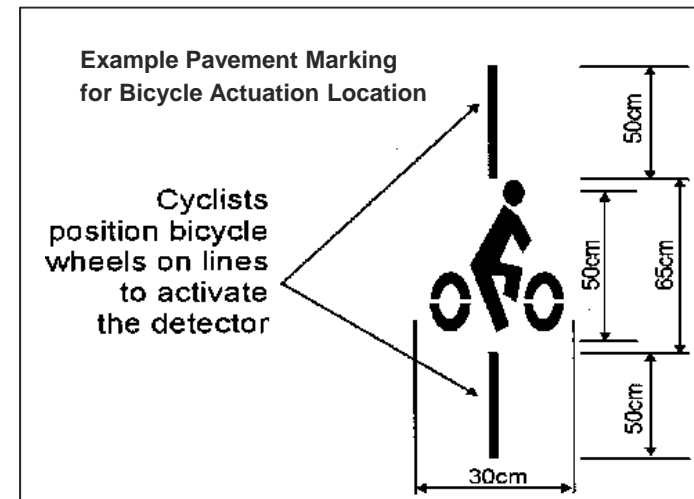 Example Pavement Marking
for Bicycle Actuation Location
Cyclists
position bicycle
wheels on lines
to activate
the detector
50cm
50cm
65cm
50cm
30cm